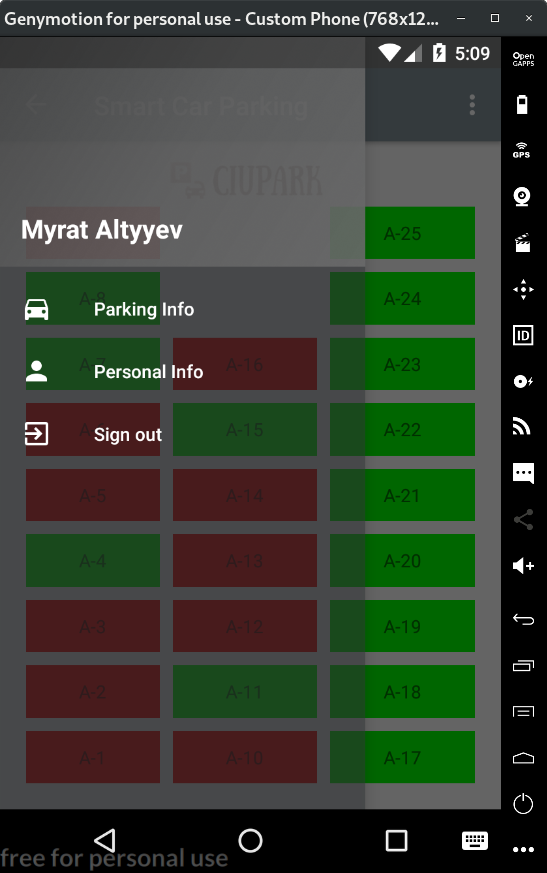 Genymotion for personal use - Custom Phone (768x12...
Open
GAPPS
5:09
Smart Car Parking
GPS
CIUPARK
Myrat Altyyev
A-25
A-8
A-24
Parking Info
ID
A-7
A-16
A-23
Personal Info
A-15
A-22
Sign out
A-5
A-14
A-21
A-4
A-13
A-20
A-3
A-12
A-19
A-2
A-11
A-18
A-1
A-10
A-17
free for personal use